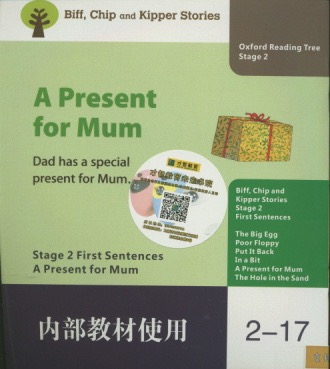 Biff, Chip and Kipper Stories
Oxford Reading Tree
Stage 2
A Present
for Mum
Dad has a special
present for Mum.
Biff, Chip and
Kipper Stories
Stage 2
First Sentences
The Big Egg
Poor Floppy
Put It Back
In a Bit
A Present for Mum
The Hole in the Sand
Stage 2 First Sentences
A Present for Mum
内部教材使用
2-17